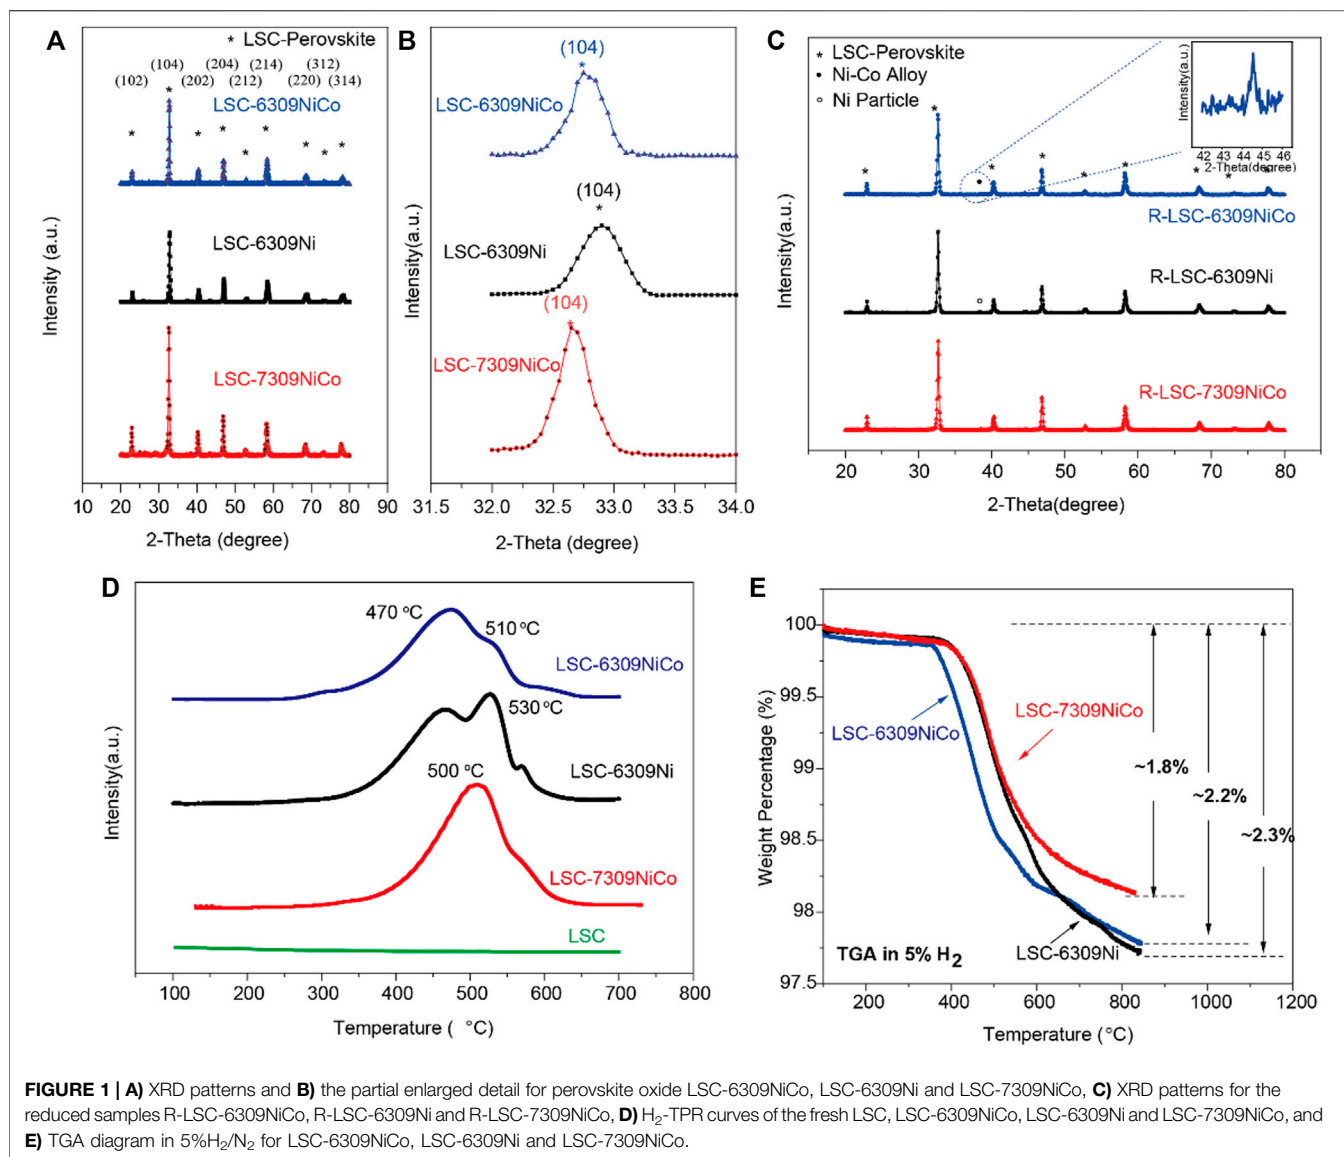 A
* LSC-Perovskite
(102)
(104)
(202)
(204)
(212)
(214)
(220)
(312)
(314)
LSC-6309NiCo
LSC-6309Ni
LSC-7309NiCo
Intensity (a.u.)
10 20 30 40 50 60 70 80 90
2-Theta (degree)
B
(104)
LSC-6309NiCo
(104)
LSC-6309Ni
(104)
LSC-7309NiCo
Intensity(a.u.)
31.5 32.0 32.5 33.0 33.5 34.0
2-Theta (degree)
C
* LSC-Perovskite
• Ni-Co Alloy
○ Ni Particle
Intensity(a.u.)
42 43 44 45 46
2-Theta(degree)
R-LSC-6309NiCo
R-LSC-6309Ni
R-LSC-7309NiCo
Intensity(a.u.)
20 30 40 50 60 70 80
2-Theta(degree)
D
470 °C
510 °C
LSC-6309NiCo
530 °C
LSC-6309Ni
500 °C
LSC-7309NiCo
LSC
Intensity(a.u.)
100 200 300 400 500 600 700 800
Temperature ( °C)
E
100
99.5
99
98.5
98
97.5
Weight Percentage (%)
LSC-6309NiCo
LSC-7309NiCo
LSC-6309Ni
~1.8%
~2.2%
~2.3%
TGA in 5% H2
200 400 600 800 1000 1200
Temperature (°C)
FIGURE 1 | A) XRD patterns and B) the partial enlarged detail for perovskite oxide LSC-6309NiCo, LSC-6309Ni and LSC-7309NiCo, C) XRD patterns for the
reduced samples R-LSC-6309NiCo, R-LSC-6309Ni and R-LSC-7309NiCo, D) H2-TPR curves of the fresh LSC, LSC-6309NiCo, LSC-6309Ni and LSC-7309NiCo, and
E) TGA diagram in 5%H2/N2 for LSC-6309NiCo, LSC-6309Ni and LSC-7309NiCo.